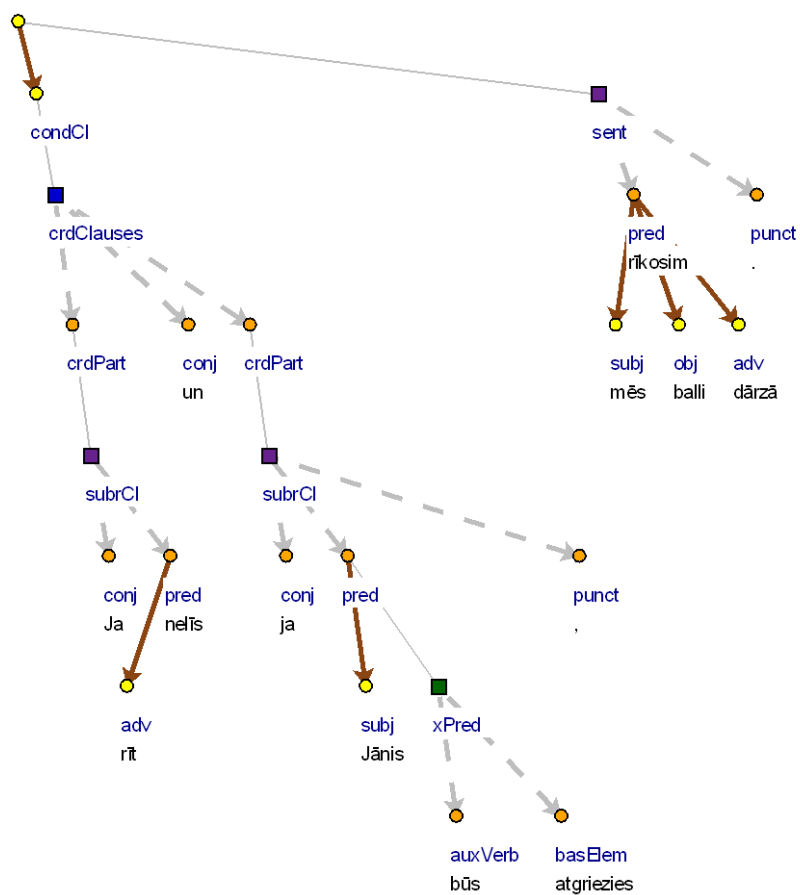 condCl
sent
crdClauses
pred
punct
rīkosim
.
crdPart
conj
crdPart
subj
obj
adv
un
mēs
balli
dārzā
subrCl
subrCl
conj
pred
conj
pred
punct
Ja
nelīs
ja
,
adv
subj
xPred
rīt
Jānis
auxVerb
basElem
būs
atgriezies